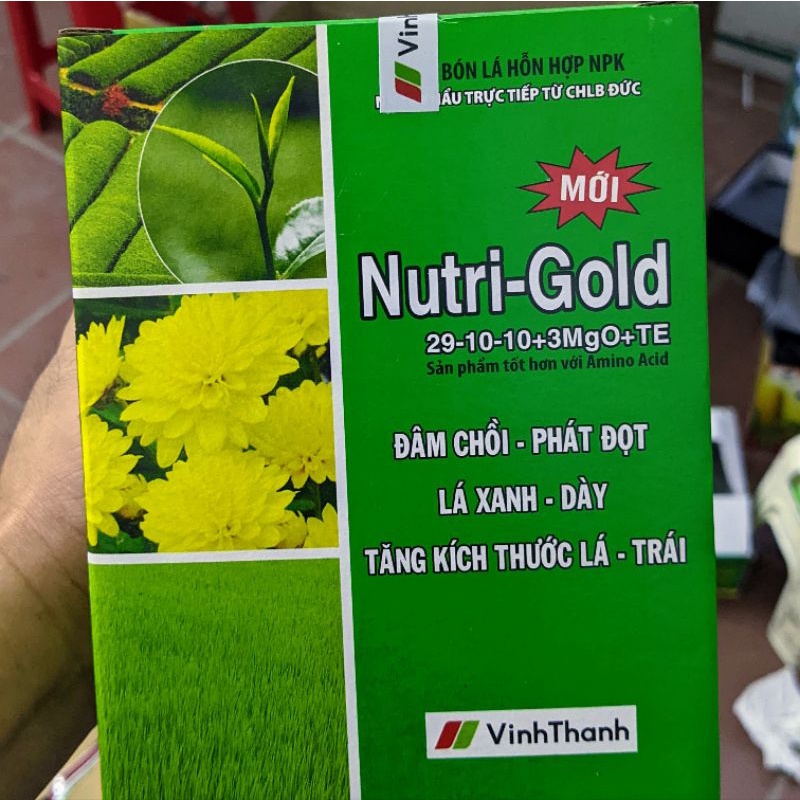 Vinh
BÓN LÁ HỖN HỢP NPK
TRỰC TIẾP TỪ CHLB ĐỨC
MỚI
Nutri-Gold
29-10-10+3MgO+TE
Sản phẩm tốt hơn với Amino Acid
ĐÂM CHỒI - PHÁT ĐỌT
LÁ XANH - DÀY
TĂNG KÍCH THƯỚC LÁ - TRÁI
VinhThanh